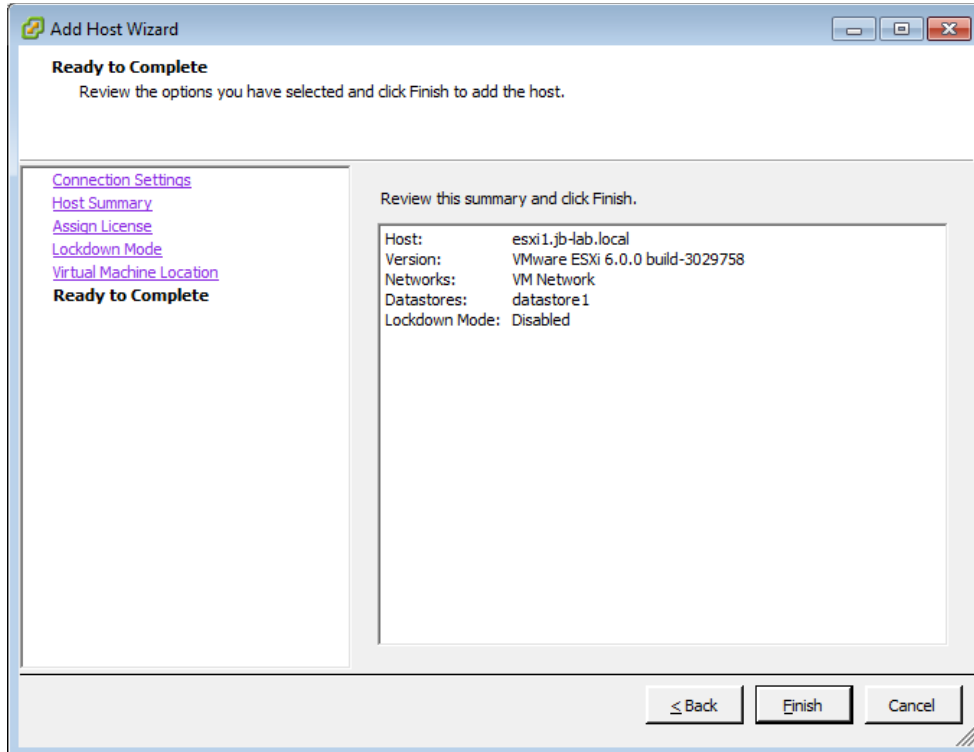 Add Host Wizard
Ready to Complete
Review the options you have selected and click Finish to add the host.
Connection Settings
Host Summary
Assign License
Lockdown Mode
Virtual Machine Location
Ready to Complete
Review this summary and click Finish.
Host: esxi1.jb-lab.local
Version: VMware ESXi 6.0.0 build-3029758
Networks: VM Network
Datastores: datastore1
Lockdown Mode: Disabled
< Back Finish Cancel